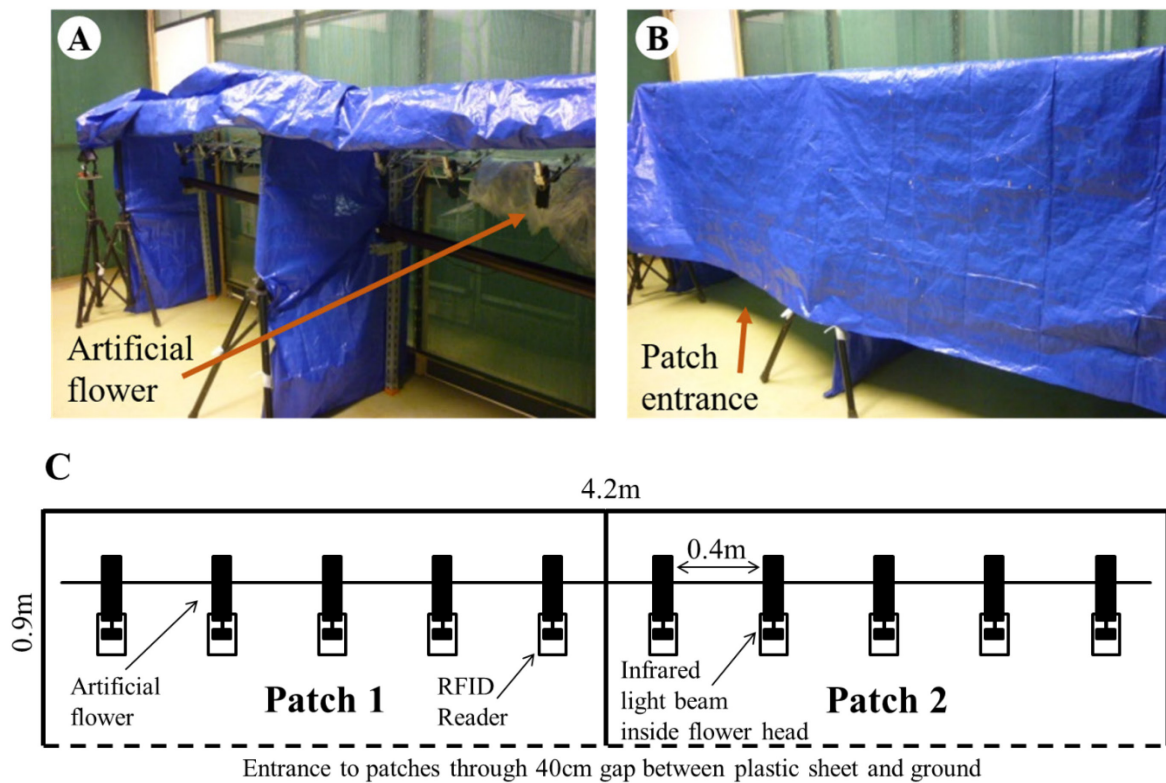 A
Artificial
flower
B
Patch
entrance
C
4.2m
0.4m
0.9m
Artificial
flower
Patch 1
RFID
Reader
Infrared
light beam
inside flower head
Patch 2
Entrance to patches through 40cm gap between plastic sheet and ground